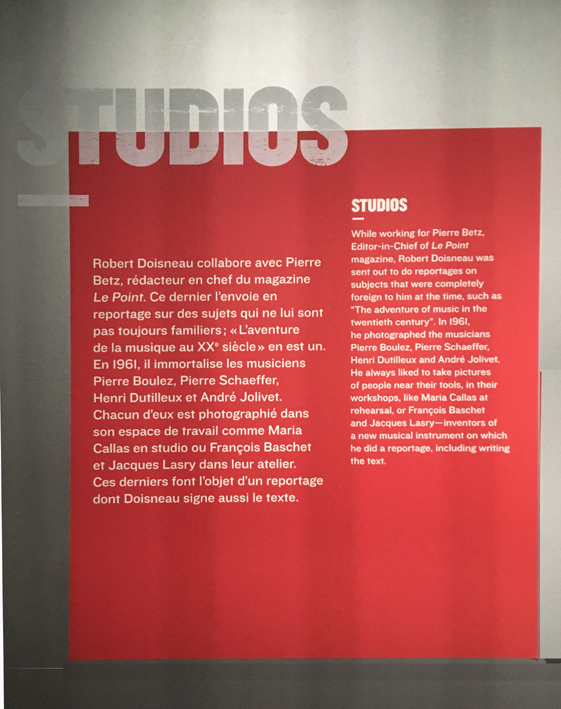 STUDIOS
Robert Doisneau collabore avec Pierre
Betz, rédacteur en chef du magazine
Le Point. Ce dernier l’envoie en
reportage sur des sujets qui ne lui sont
pas toujours familiers ; « L’aventure
de la musique au XXe siècle » en est un.
En 1961, il immortalise les musiciens
Pierre Boulez, Pierre Schaeffer,
Henri Dutilleux et André Jolivet.
Chacun d’eux est photographié dans
son espace de travail comme Maria
Callas en studio ou François Baschet
et Jacques Lasry dans leur atelier.
Ces derniers font l’objet d’un reportage
dont Doisneau signe aussi le texte.
STUDIOS
While working for Pierre Betz,
Editor-in-Chief of Le Point
magazine, Robert Doisneau was
sent out to do reportages on
subjects that were completely
foreign to him at the time, such as
“The adventure of music in the
twentieth century”. In 1961,
he photographed the musicians
Pierre Boulez, Pierre Schaeffer,
Henri Dutilleux and André Jolivet.
He always liked to take pictures
of people near their tools, in their
workshops, like Maria Callas at
rehearsal, or François Baschet
and Jacques Lasry—inventors of
a new musical instrument on which
he did a reportage, including writing
the text.